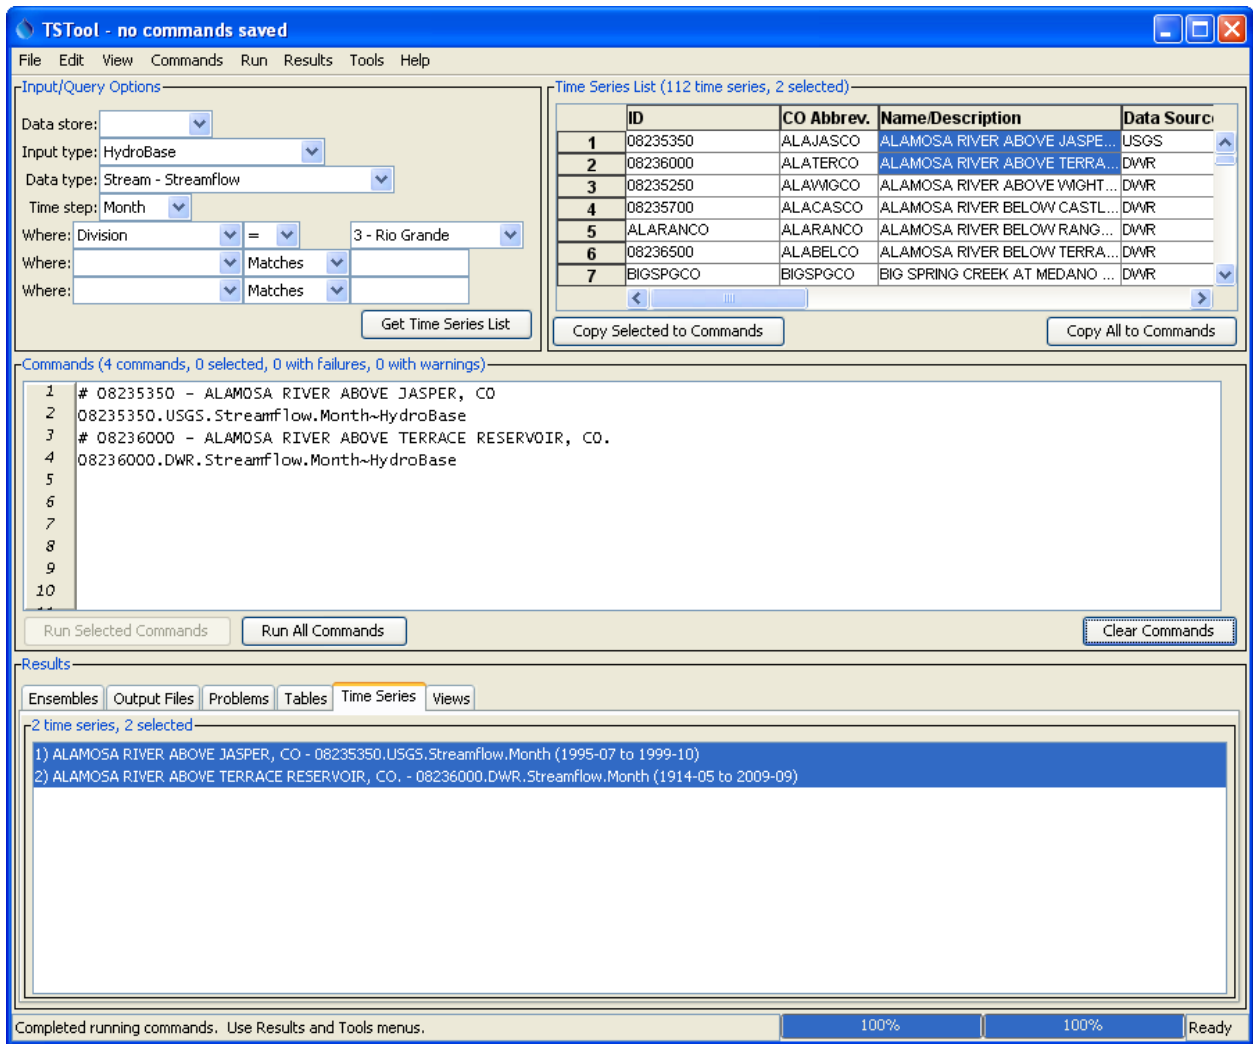 TSTool - no commands saved
File Edit View Commands Run Results Tools Help
Input/Query Options
Data store:
Input type: HydroBase
Data type: Stream - Streamflow
Time step: Month
Where: Division = 3 - Rio Grande
Where: Matches
Where: Matches
Get Time Series List
Time Series List (112 time series, 2 selected)
ID CO Abbrev. Name/Description Data Source
1 08235350 ALAJASCO ALAMOSA RIVER ABOVE JASPE... USGS
2 08236000 ALATERCO ALAMOSA RIVER ABOVE TERRA... DWR
3 08235250 ALAWIGCO ALAMOSA RIVER ABOVE WIGHT... DWR
4 08235700 ALACASCO ALAMOSA RIVER BELOW CASTL... DWR
5 ALARANCO ALARANCO ALAMOSA RIVER BELOW RANG... DWR
6 08236500 ALABELCO ALAMOSA RIVER BELOW TERRA... DWR
7 BIGSPGCO BIGSPGCO BIG SPRING CREEK AT MEDANO ... DWR
Copy Selected to Commands Copy All to Commands
Commands (4 commands, 0 selected, 0 with failures, 0 with warnings)
1 # 08235350 - ALAMOSA RIVER ABOVE JASPER, CO
2 08235350.USGS.Streamflow.Month~HydroBase
3 # 08236000 - ALAMOSA RIVER ABOVE TERRACE RESERVOIR, CO.
4 08236000.DWR.Streamflow.Month~HydroBase
5
6
7
8
9
10
Run Selected Commands Run All Commands Clear Commands
Results
Ensembles Output Files Problems Tables Time Series Views
2 time series, 2 selected
1) ALAMOSA RIVER ABOVE JASPER, CO - 08235350.USGS.Streamflow.Month (1995-07 to 1999-10)
2) ALAMOSA RIVER ABOVE TERRACE RESERVOIR, CO. - 08236000.DWR.Streamflow.Month (1914-05 to 2009-09)
Completed running commands. Use Results and Tools menus. 100% 100% Ready